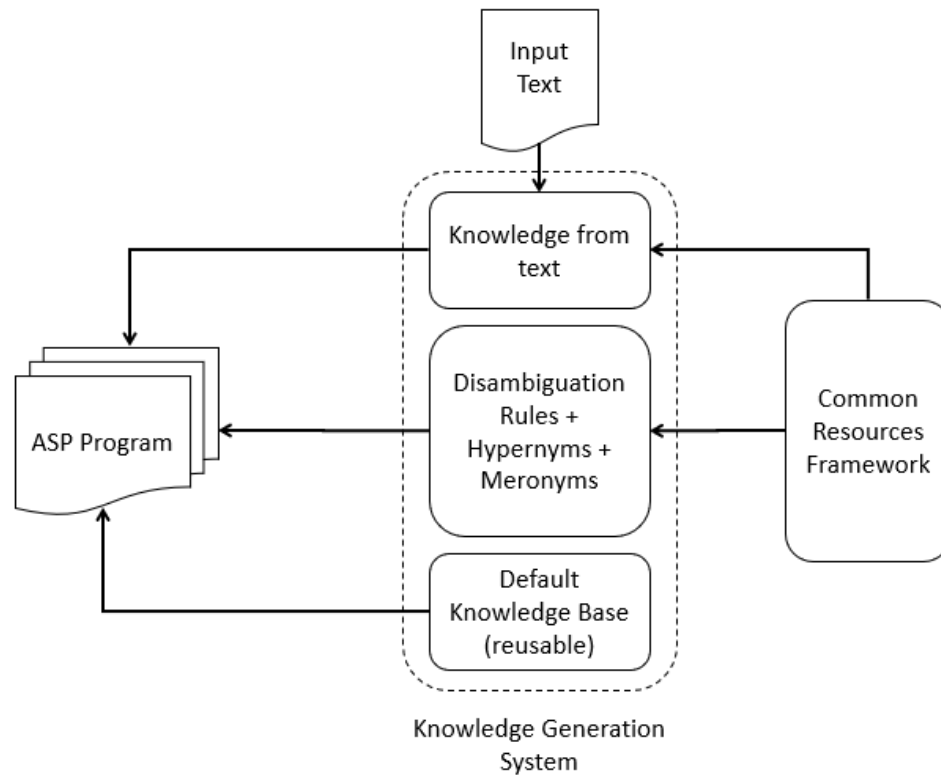 Input
Text
Knowledge from
text
Disambiguation
Rules +
Hypernyms +
Meronyms
ASP Program
Common
Resources
Framework
Default
Knowledge Base
(reusable)
Knowledge Generation
System